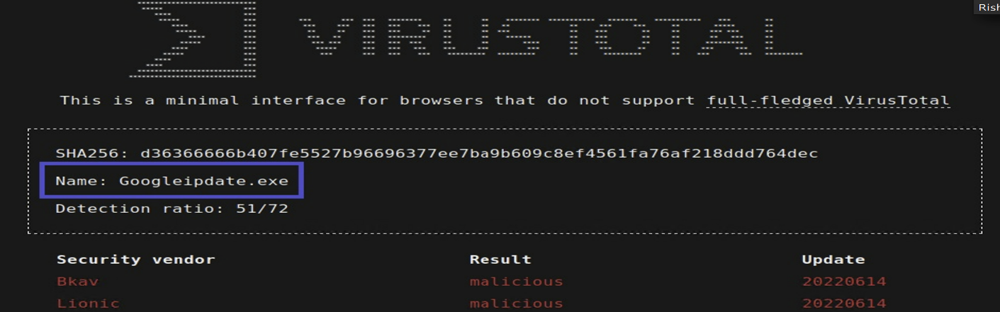 Rish
VIRUSTOTAL
This is a minimal interface for browsers that do not support full-fledged VirusTotal
SHA256: d36366666b407fe5527b96696377ee7ba9b609c8ef4561fa76af218ddd764dec
Name: Googleipdate.exe
Detection ratio: 51/72
Security vendor Result Update
Bkav malicious 20220614
Lionic malicious 20220614